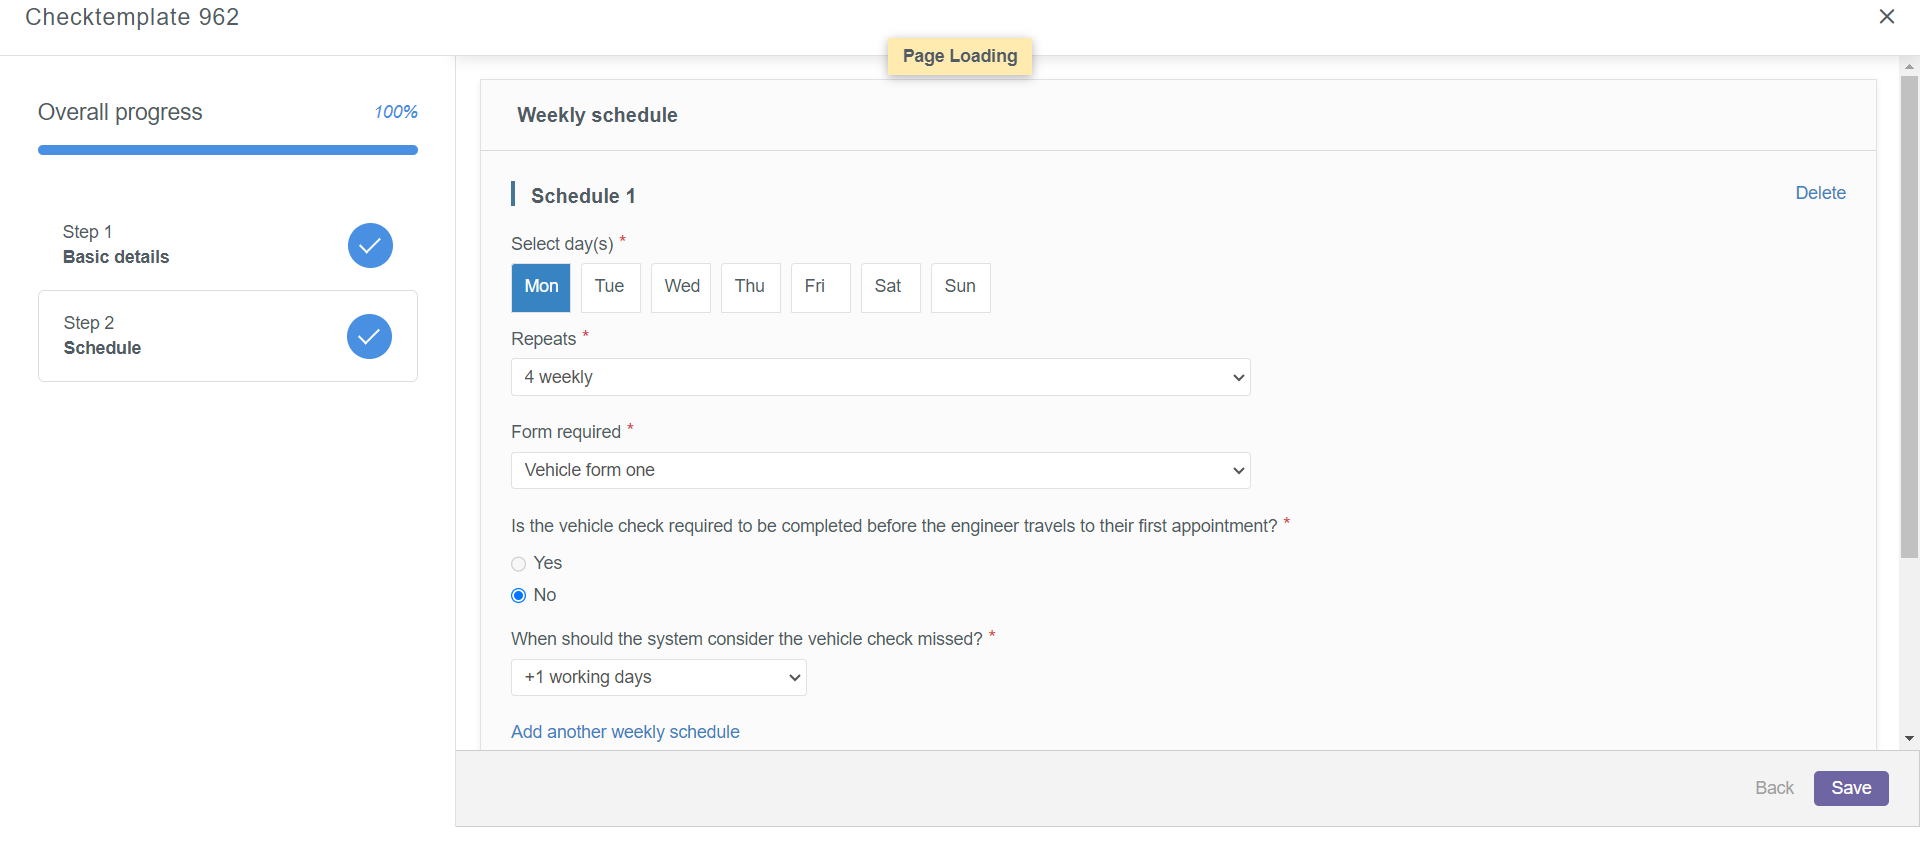 Checktemplate 962
Page Loading
Overall progress
100%
Step 1
Basic details
Step 2
Schedule
Weekly schedule
Schedule 1
Delete
Select day(s) *
Mon Tue Wed Thu Fri Sat Sun
Repeats *
4 weekly
Form required *
Vehicle form one
Is the vehicle check required to be completed before the engineer travels to their first appointment? *
Yes
No
When should the system consider the vehicle check missed? *
+1 working days
Add another weekly schedule
Back Save